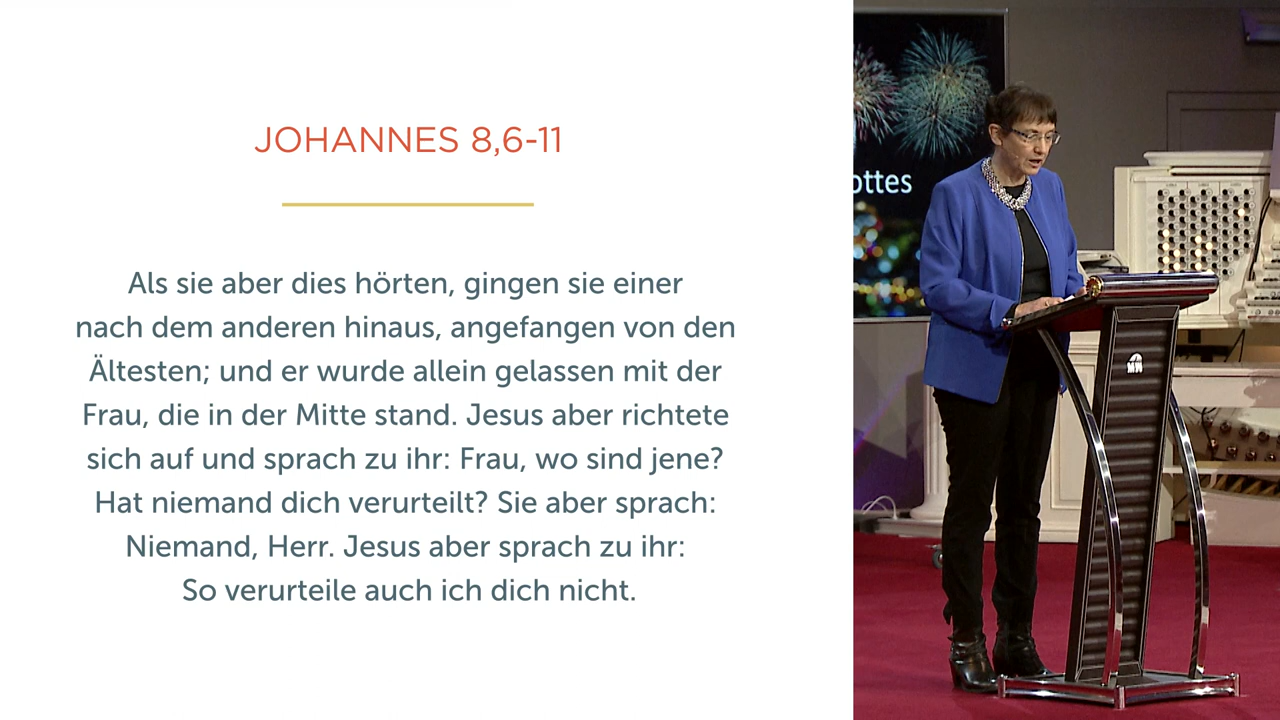 JOHANNES 8,6-11
Als sie aber dies hörten, gingen sie einer
nach dem anderen hinaus, angefangen von den
Ältesten; und er wurde allein gelassen mit der
Frau, die in der Mitte stand. Jesus aber richtete
sich auf und sprach zu ihr: Frau, wo sind jene?
Hat niemand dich verurteilt? Sie aber sprach:
Niemand, Herr. Jesus aber sprach zu ihr:
So verurteile auch ich dich nicht.
ottes